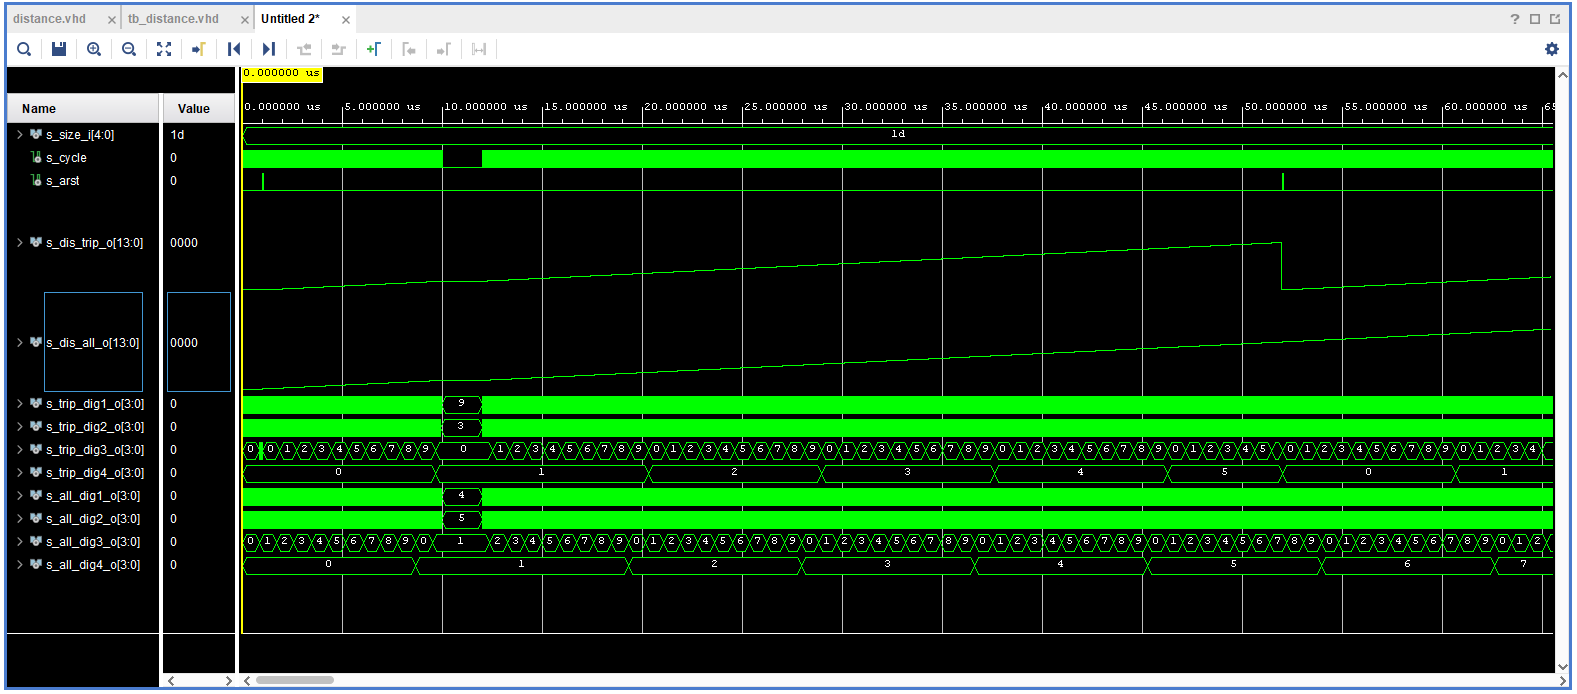 distance.vhd × tb_distance.vhd × Untitled 2* ×
?
0.000000 us
Name Value
0.000000 us 5.000000 us 10.000000 us 15.000000 us 20.000000 us 25.000000 us 30.000000 us 35.000000 us 40.000000 us 45.000000 us 50.000000 us 55.000000 us 60.000000 us 65
s_size_i[4:0] 1d 1d
s_cycle 0
s_arst 0
s_dis_trip_o[13:0] 0000
s_dis_all_o[13:0] 0000
s_trip_dig1_o[3:0] 0 9
s_trip_dig2_o[3:0] 0 3
s_trip_dig3_o[3:0] 0 0 0 1 2 3 4 5 6 7 8 9 0 1 2 3 4 5 6 7 8 9 0 1 2 3 4 5 6 7 8 9 0 1 2 3 4 5 6 7 8 9 0 1 2 3 4 5 6 7 8 9 0 1 2 3 4 5 6 7 0 1 2 3 4 5 6 7 8 9 0 1 2 3 4
s_trip_dig4_o[3:0] 0 0 1 2 3 4 5 0 1
s_all_dig1_o[3:0] 0 4
s_all_dig2_o[3:0] 0 5
s_all_dig3_o[3:0] 0 0 1 2 3 4 5 6 7 8 9 0 1 2 3 4 5 6 7 8 9 0 1 2 3 4 5 6 7 8 9 0 1 2 3 4 5 6 7 8 9 0 1 2 3 4 5 6 7 8 9 0 1 2 3 4 5 6 7 8 9 0 1 2 3 4 5 6 7 8 9 0 1 2
s_all_dig4_o[3:0] 0 0 1 2 3 4 5 6 7